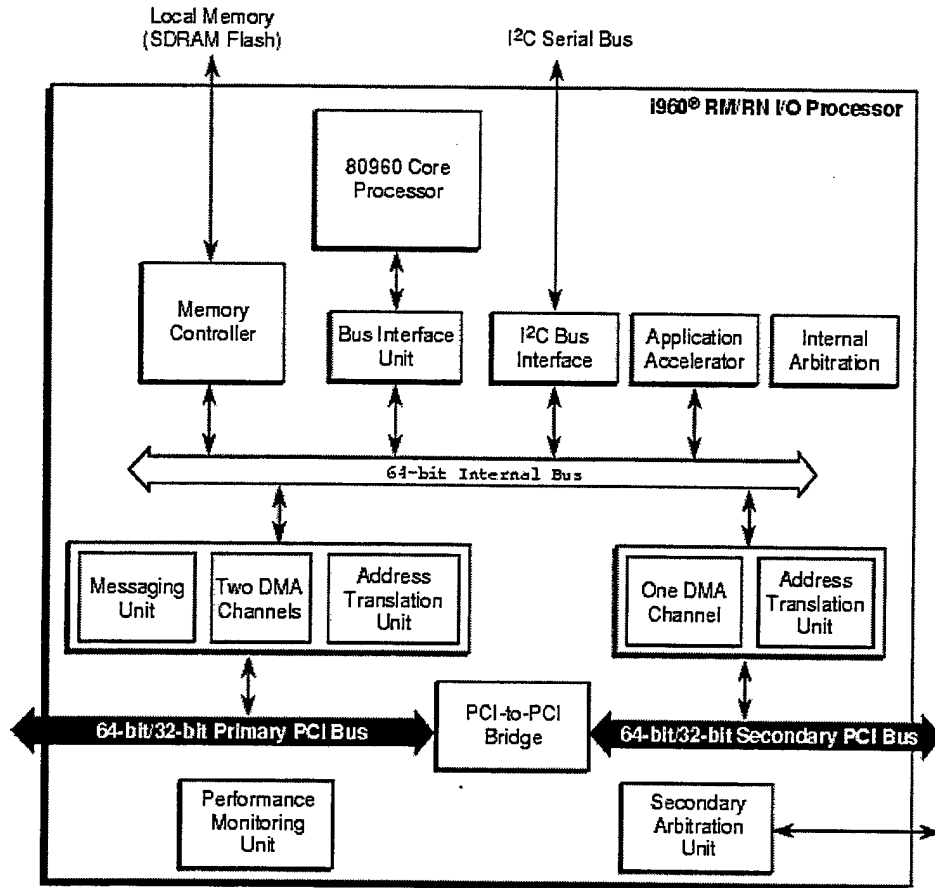 Local Memory
(SDRAM Flash)
I²C Serial Bus
i960® RM/RN I/O Processor
80960 Core
Processor
Memory
Controller
Bus Interface
Unit
I²C Bus
Interface
Application
Accelerator
Internal
Arbitration
64-bit Internal Bus
Messaging
Unit
Two DMA
Channels
Address
Translation
Unit
One DMA
Channel
Address
Translation
Unit
64-bit/32-bit Primary PCI Bus
PCI-to-PCI
Bridge
64-bit/32-bit Secondary PCI Bus
Performance
Monitoring
Unit
Secondary
Arbitration
Unit